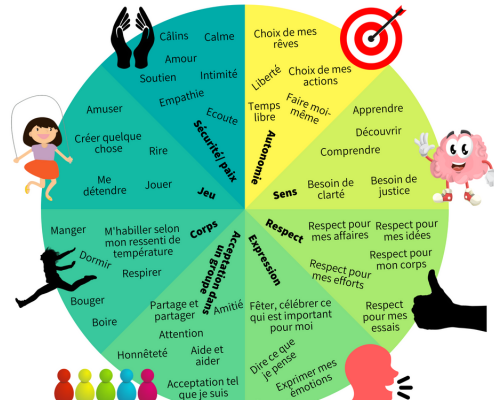 Câlins
Calme
Amour
Soutien
Intimité
Empathie
Ecoute
Sécurité/ paix
Choix de mes
rêves
Liberté
Choix de mes
actions
Temps
libre
Faire moi-
même
Autonomie
Apprendre
Découvrir
Comprendre
Besoin de
clarté
Besoin de
justice
Sens
Amuser
Créer quelque
chose
Rire
Me
détendre
Jouer
Jeu
Manger
M'habiller selon
mon ressenti de
température
Dormir
Respirer
Bouger
Boire
Corps
Respect
Respect pour
mes affaires
Respect pour
mes idées
Respect pour
mes efforts
Respect pour
mon corps
Respect
pour mes
essais
Acceptation dans
un groupe
Partage et
partager
Amitié
Attention
Honnêteté
Aide et
aider
Acceptation tel
que je suis
Expression
Fêter, célébrer ce
qui est important
pour moi
Dire ce que
je pense
Exprimer mes
émotions